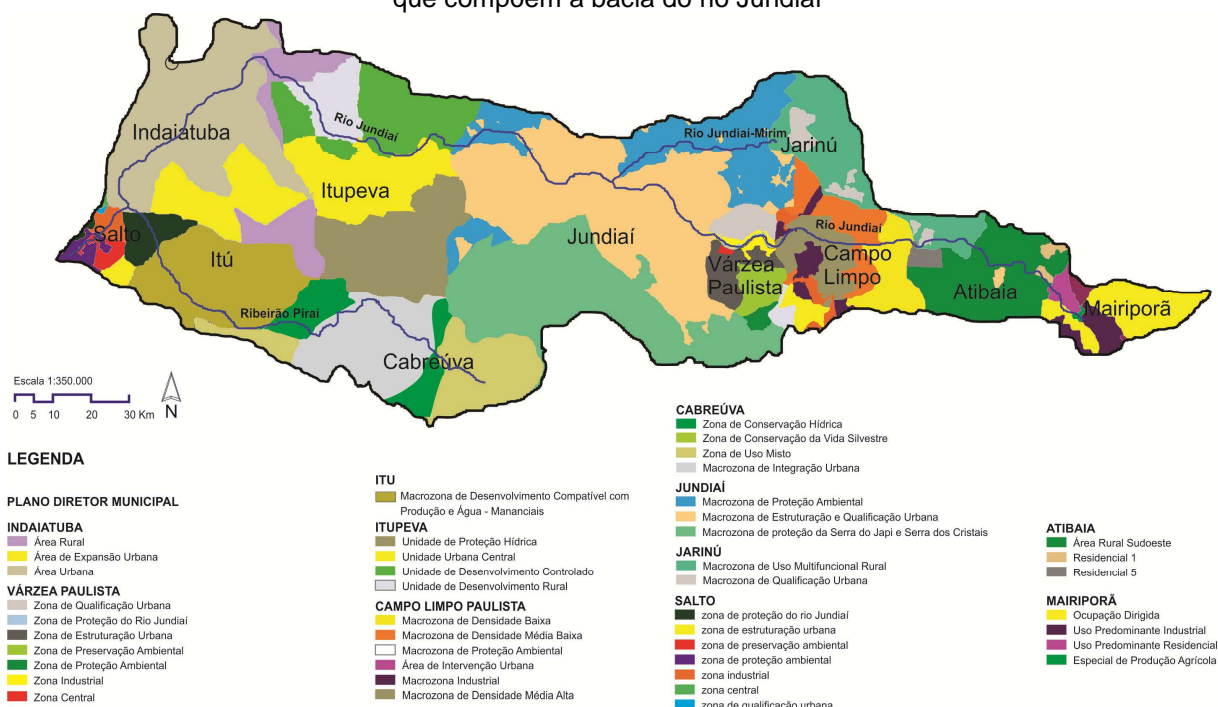 que compõem a bacia do rio Jundiaí
Indaiatuba
Rio Jundiaí
Rio Jundiaí-Mirim
Jarinú
Itupeva
Salto
Itú
Jundiaí
Rio Jundiaí
Várzea
Paulista
Campo
Limpo
Atibaia
Mairiporã
Ribeirão Piraí
Cabreúva
Escala 1:350.000
0 5 10 20 30 Km
N
LEGENDA
PLANO DIRETOR MUNICIPAL
INDAIATUBA
Área Rural
Área de Expansão Urbana
Área Urbana
VÁRZEA PAULISTA
Zona de Qualificação Urbana
Zona de Proteção do Rio Jundiaí
Zona de Estruturação Urbana
Zona de Preservação Ambiental
Zona de Proteção Ambiental
Zona Industrial
Zona Central
ITU
Macrozona de Desenvolvimento Compatível com
Produção e Água - Mananciais
ITUPEVA
Unidade de Proteção Hídrica
Unidade Urbana Central
Unidade de Desenvolvimento Controlado
Unidade de Desenvolvimento Rural
CAMPO LIMPO PAULISTA
Macrozona de Densidade Baixa
Macrozona de Densidade Média Baixa
Macrozona de Proteção Ambiental
Área de Intervenção Urbana
Macrozona Industrial
Macrozona de Densidade Média Alta
CABREÚVA
Zona de Conservação Hídrica
Zona de Conservação da Vida Silvestre
Zona de Uso Misto
Macrozona de Integração Urbana
JUNDIAÍ
Macrozona de Proteção Ambiental
Macrozona de Estruturação e Qualificação Urbana
Macrozona de proteção da Serra do Japi e Serra dos Cristais
JARINÚ
Macrozona de Uso Multifuncional Rural
Macrozona de Qualificação Urbana
SALTO
zona de proteção do rio Jundiaí
zona de estruturação urbana
zona de preservação ambiental
zona de proteção ambiental
zona industrial
zona central
zona de qualificação urbana
ATIBAIA
Área Rural Sudoeste
Residencial 1
Residencial 5
MAIRIPORÃ
Ocupação Dirigida
Uso Predominante Industrial
Uso Predominante Residencial
Especial de Produção Agrícola